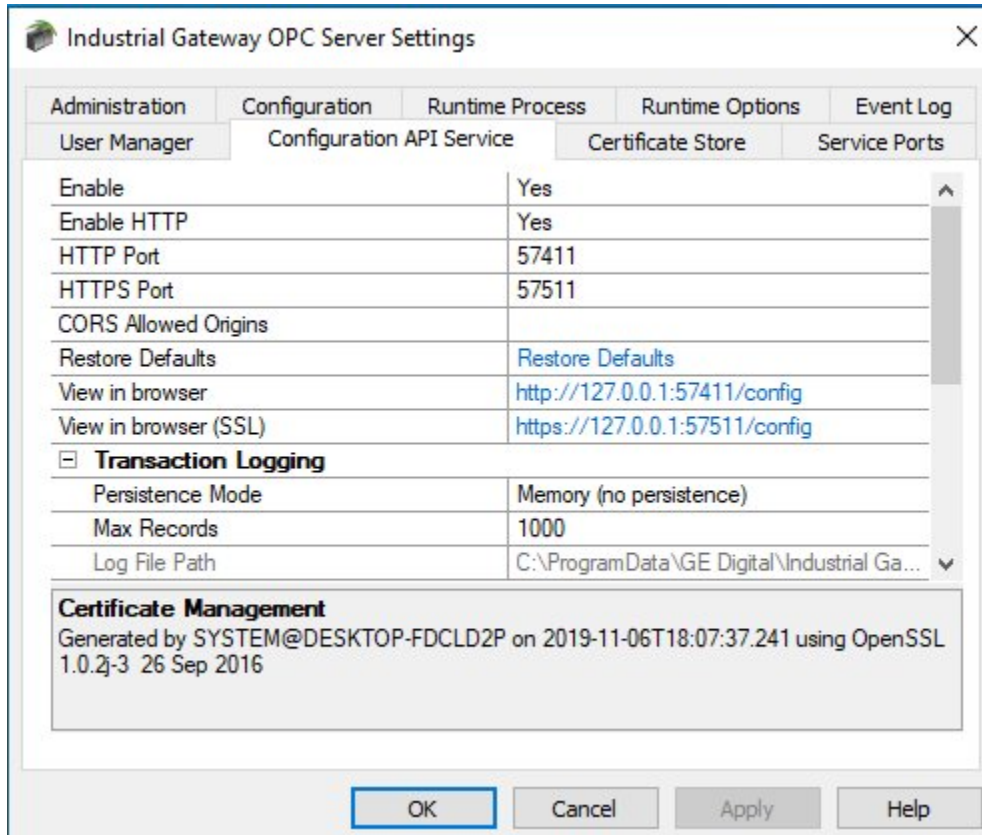 Industrial Gateway OPC Server Settings
Administration Configuration Runtime Process Runtime Options Event Log
User Manager Configuration API Service Certificate Store Service Ports
Enable Yes
Enable HTTP Yes
HTTP Port 57411
HTTPS Port 57511
CORS Allowed Origins
Restore Defaults Restore Defaults
View in browser http://127.0.0.1:57411/config
View in browser (SSL) https://127.0.0.1:57511/config
Transaction Logging
Persistence Mode Memory (no persistence)
Max Records 1000
Log File Path C:\ProgramData\GE Digital\Industrial Ga...
Certificate Management
Generated by SYSTEM@DESKTOP-FDCLD2P on 2019-11-06T18:07:37.241 using OpenSSL
1.0.2j-3 26 Sep 2016
OK Cancel Apply Help